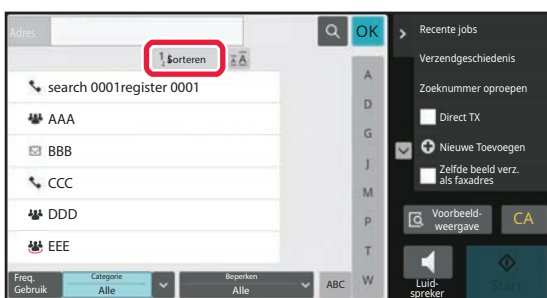 Adres
OK
Sorteren
search 0001register 0001
AAA
BBB
CCC
DDD
EEE
A
D
G
J
M
P
T
W
Freq.
Gebruik
Categorie
Alle
Beperken
Alle
ABC
Recente jobs
Verzendgeschiedenis
Zoeknummer oproepen
Direct TX
Nieuwe Toevoegen
Zelfde beeld verz.
als faxadres
Voorbeeld-
weergave
CA
Luid-
spreker
Start